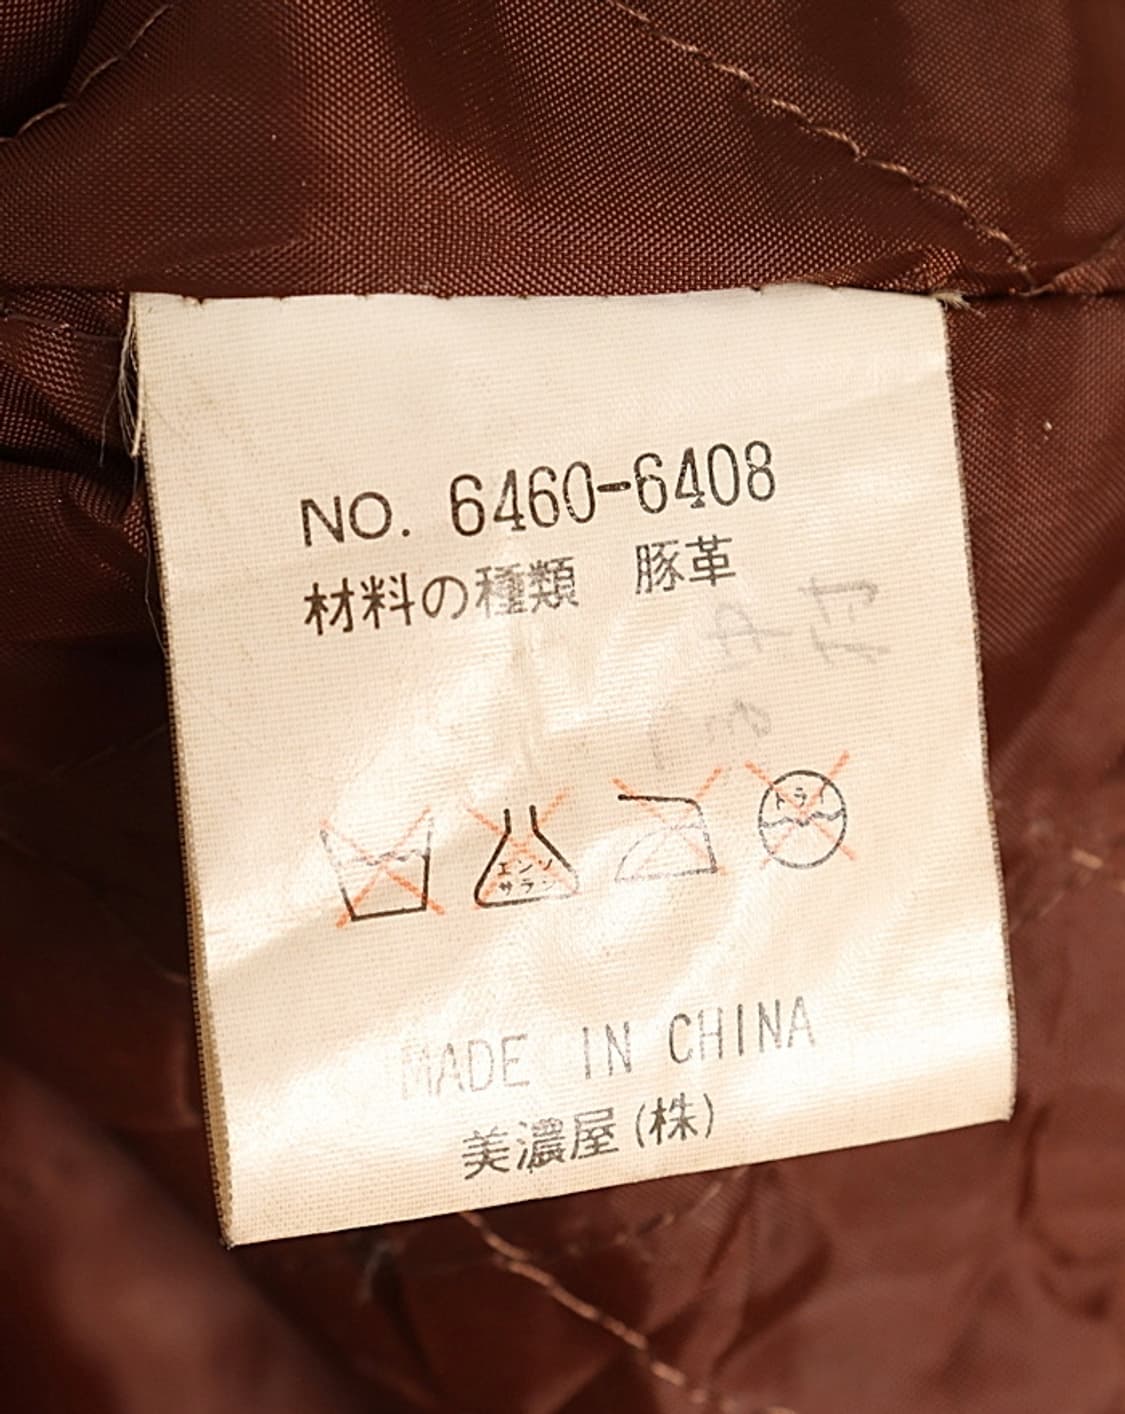 NO. 6460-6408
材料の種類 豚革
エンソ
サラシ
ドライ
MADE IN CHINA
美濃屋(株)